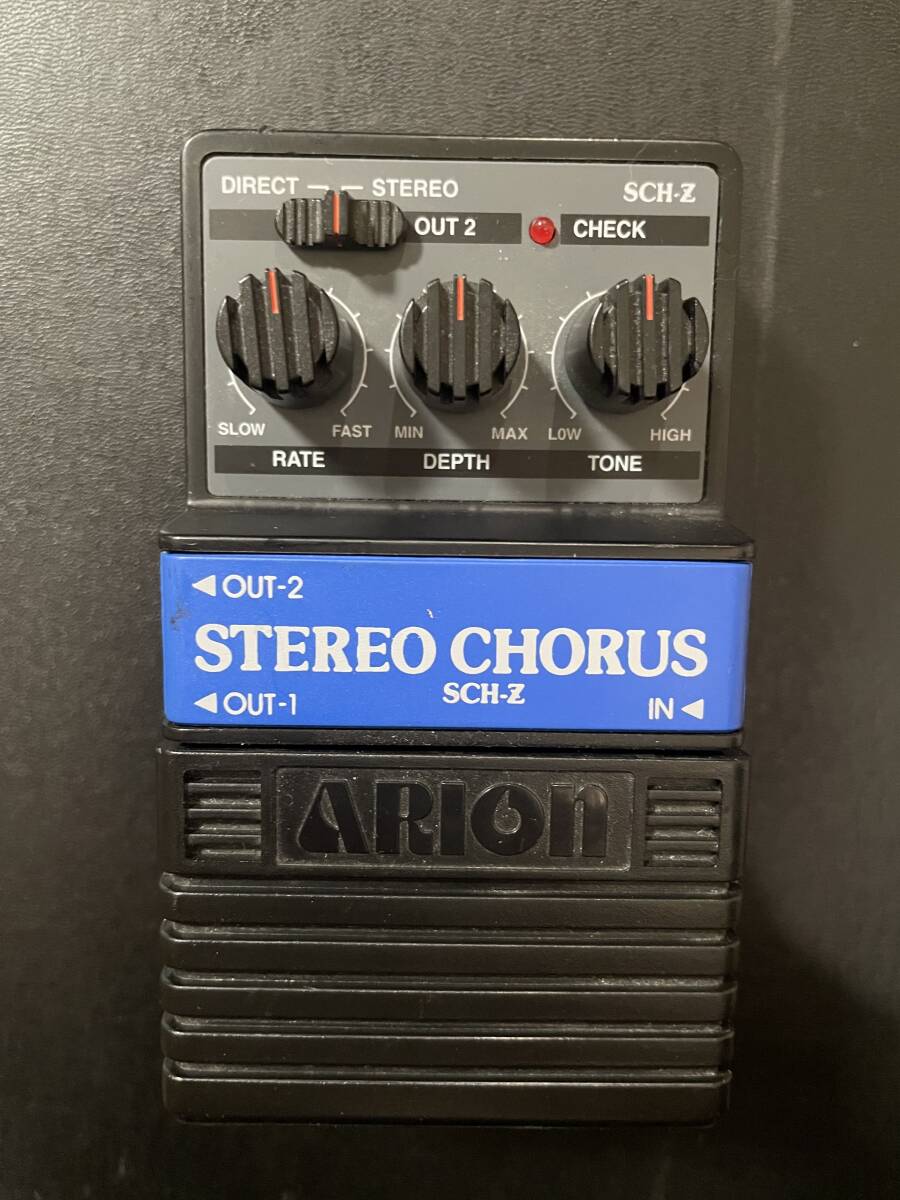 DIRECT — — STEREO
SCH-Z
OUT 2
CHECK
SLOW FAST MIN MAX L0W HIGH
RATE DEPTH TONE
◀ OUT-2
STEREO CHORUS
SCH-Z
◀ OUT-1 IN ◀
ARION